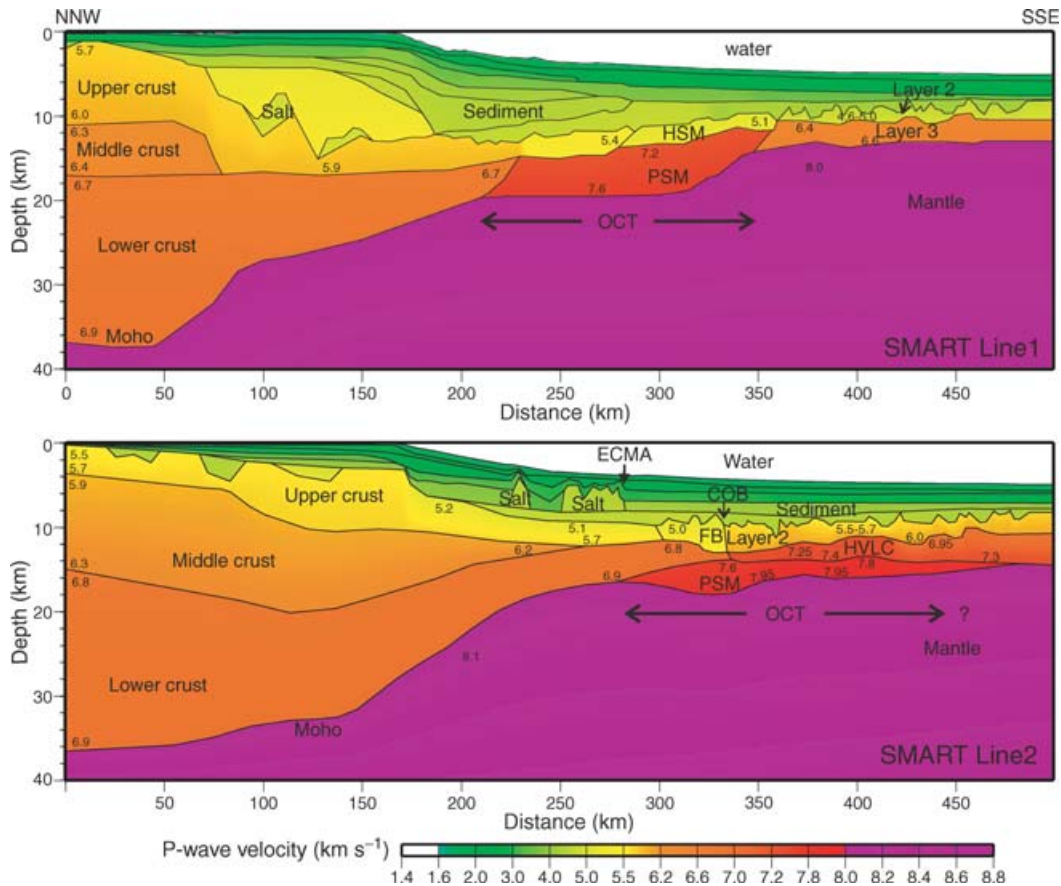 NNW SSE
0
5.7
water
Upper crust
Layer 2
Salt
Sediment
10
6.0
5.1
4.6-5.0
6.3
HSM
6.4
Layer 3
5.4
6.6
Middle crust
7.2
6.4
5.9
6.7
8.0
6.7
PSM
7.6
20
Mantle
OCT
Lower crust
30
6.9
Moho
SMART Line1
40
0 50 100 150 200 250 300 350 400 450
Distance (km)
Depth (km)
0
5.5
ECMA
Water
5.7
5.9
Upper crust
Salt
Salt
COB
5.2
Sediment
10
5.1
5.0
5.5-5.7
FB
Layer 2
6.0
6.95
5.7
6.2
6.8
7.25
7.4
HVLC
7.3
Middle crust
6.3
7.6
7.8
6.8
6.9
PSM
7.95
7.95
20
OCT
?
Mantle
8.1
Lower crust
30
Moho
6.9
SMART Line2
40
50 100 150 200 250 300 350 400 450
Distance (km)
Depth (km)
P-wave velocity (km s⁻¹)
1.4 1.6 2.0 3.0 4.0 5.0 5.5 6.2 6.6 7.0 7.2 7.8 8.0 8.2 8.4 8.6 8.8